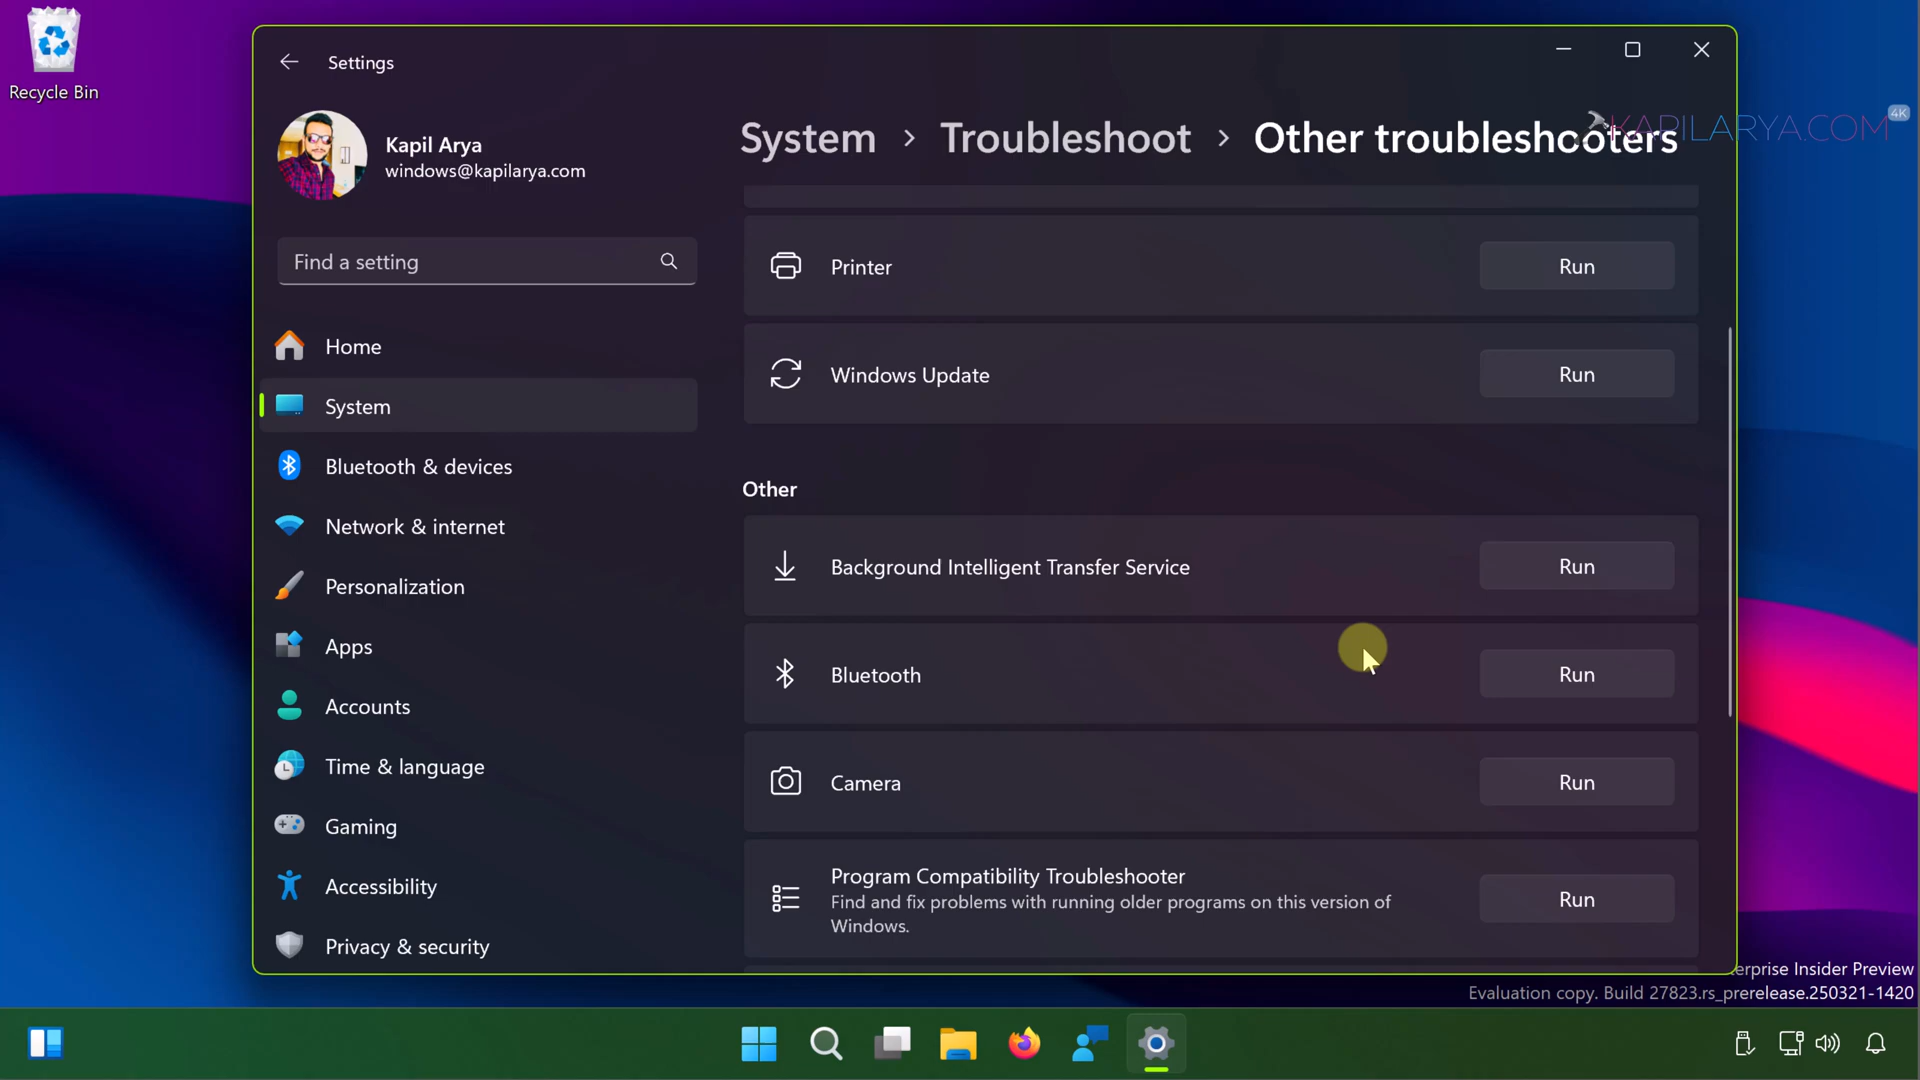 Recycle Bin
Settings
Kapil Arya
windows@kapilarya.com
Find a setting
Home
System
Bluetooth & devices
Network & internet
Personalization
Apps
Accounts
Time & language
Gaming
Accessibility
Privacy & security
System > Troubleshoot > Other troubleshooters
KAPILARYA.COM
4K
Printer
Run
Windows Update
Run
Other
Background Intelligent Transfer Service
Run
Bluetooth
Run
Camera
Run
Program Compatibility Troubleshooter
Find and fix problems with running older programs on this version of
Windows.
Run
erprise Insider Preview
Evaluation copy. Build 27823.rs_prerelease.250321-1420